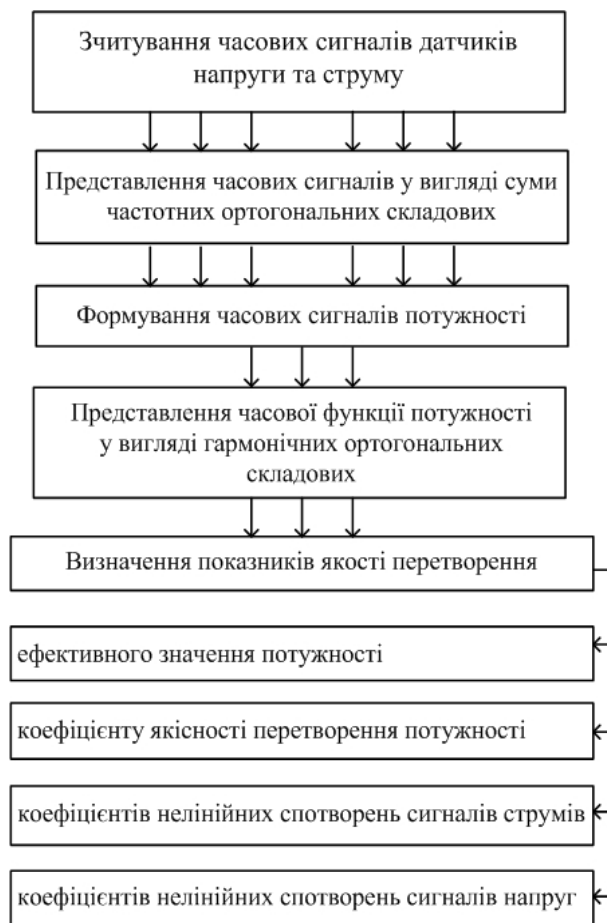 Зчитування часових сигналів датчиків
напруги та струму
Представлення часових сигналів у вигляді суми
частотних ортогональних складових
Формування часових сигналів потужності
Представлення часової функції потужності
у вигляді гармонічних ортогональних
складових
Визначення показників якості перетворення
ефективного значення потужності
коефіцієнту якісності перетворення потужності
коефіцієнтів нелінійних спотворень сигналів струмів
коефіцієнтів нелінійних спотворень сигналів напруг